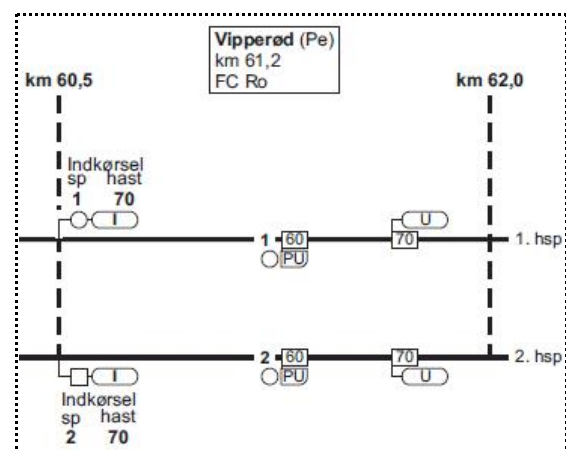 Vipperød (Pe)
km 61,2
FC Ro
km 60,5
km 62,0
Indkørsel
sp hast
1 70
I
U
1 60
70
1. hsp
PU
2 60
70
2. hsp
I
PU
U
Indkørsel
sp hast
2 70